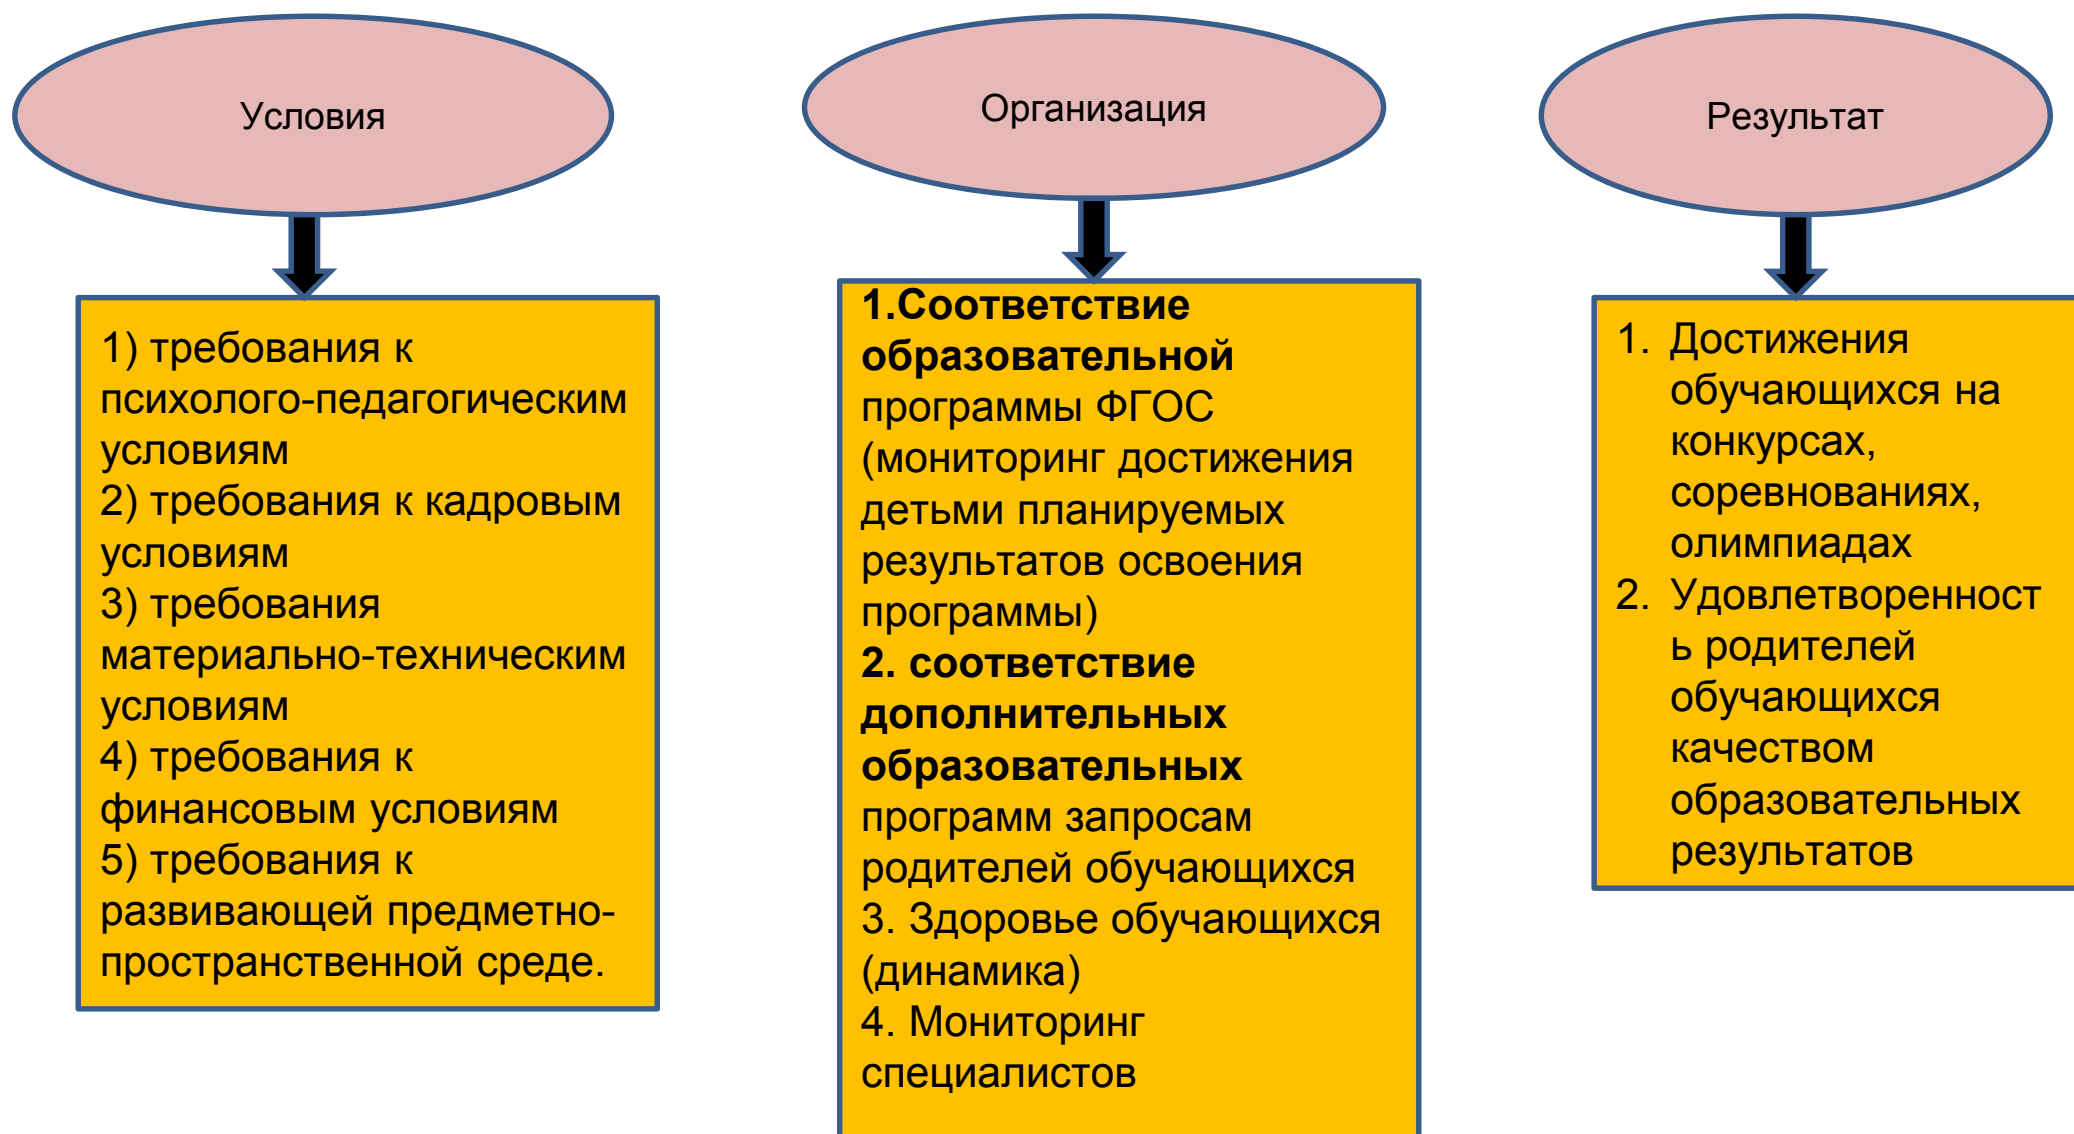 Условия
1) требования к
психолого-педагогическим
условиям
2) требования к кадровым
условиям
3) требования
материально-техническим
условиям
4) требования к
финансовым условиям
5) требования к
развивающей предметно-
пространственной среде.
Организация
1.Соответствие
образовательной
программы ФГОС
(мониторинг достижения
детьми планируемых
результатов освоения
программы)
2. соответствие
дополнительных
образовательных
программ запросам
родителей обучающихся
3. Здоровье обучающихся
(динамика)
4. Мониторинг
специалистов
Результат
1. Достижения
обучающихся на
конкурсах,
соревнованиях,
олимпиадах
2. Удовлетворенност
ь родителей
обучающихся
качеством
образовательных
результатов